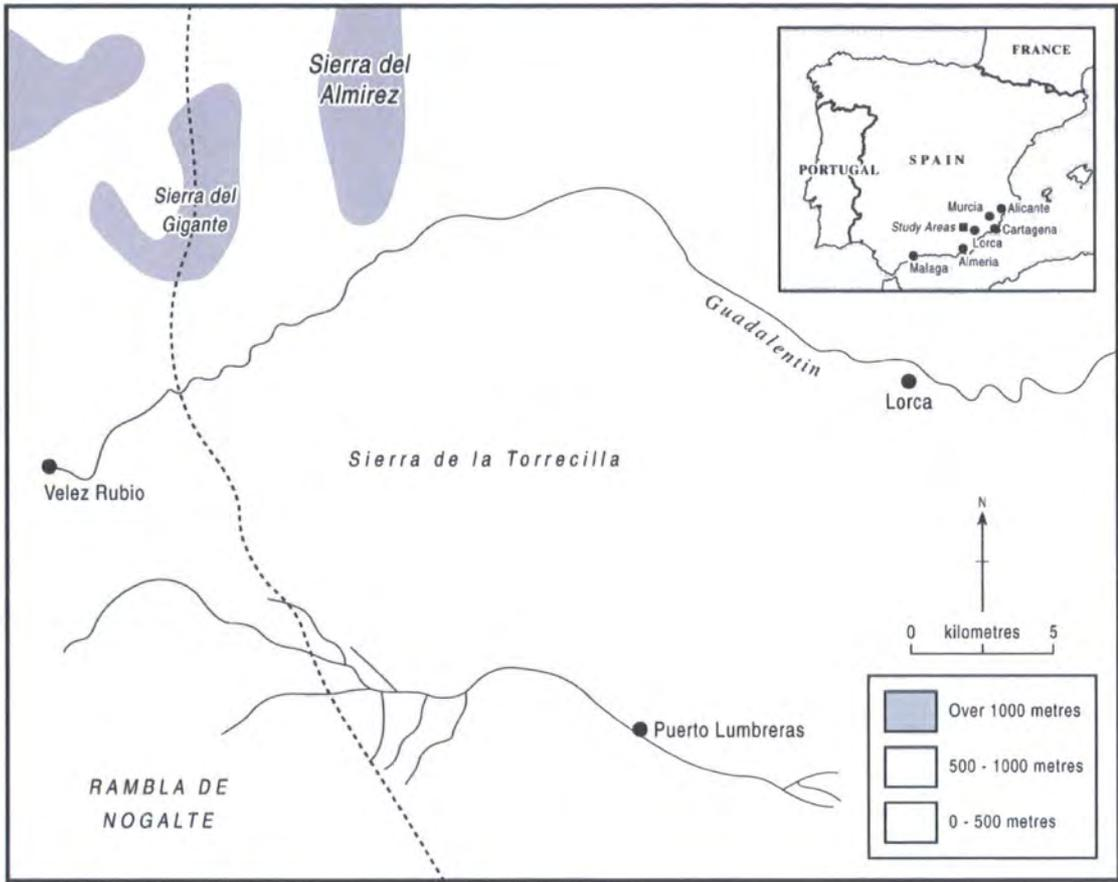 Sierra del
Almirez
Sierra del
Gigante
FRANCE
PORTUGAL
SPAIN
Murcia
Alicante
Study Areas
Cartagena
Lorca
Almeria
Malaga
Guadalentin
Lorca
Sierra de la Torrecilla
Velez Rubio
N
0 kilometres 5
Puerto Lumbreras
RAMBLA DE
NOGALTE
Over 1000 metres
500 - 1000 metres
0 - 500 metres